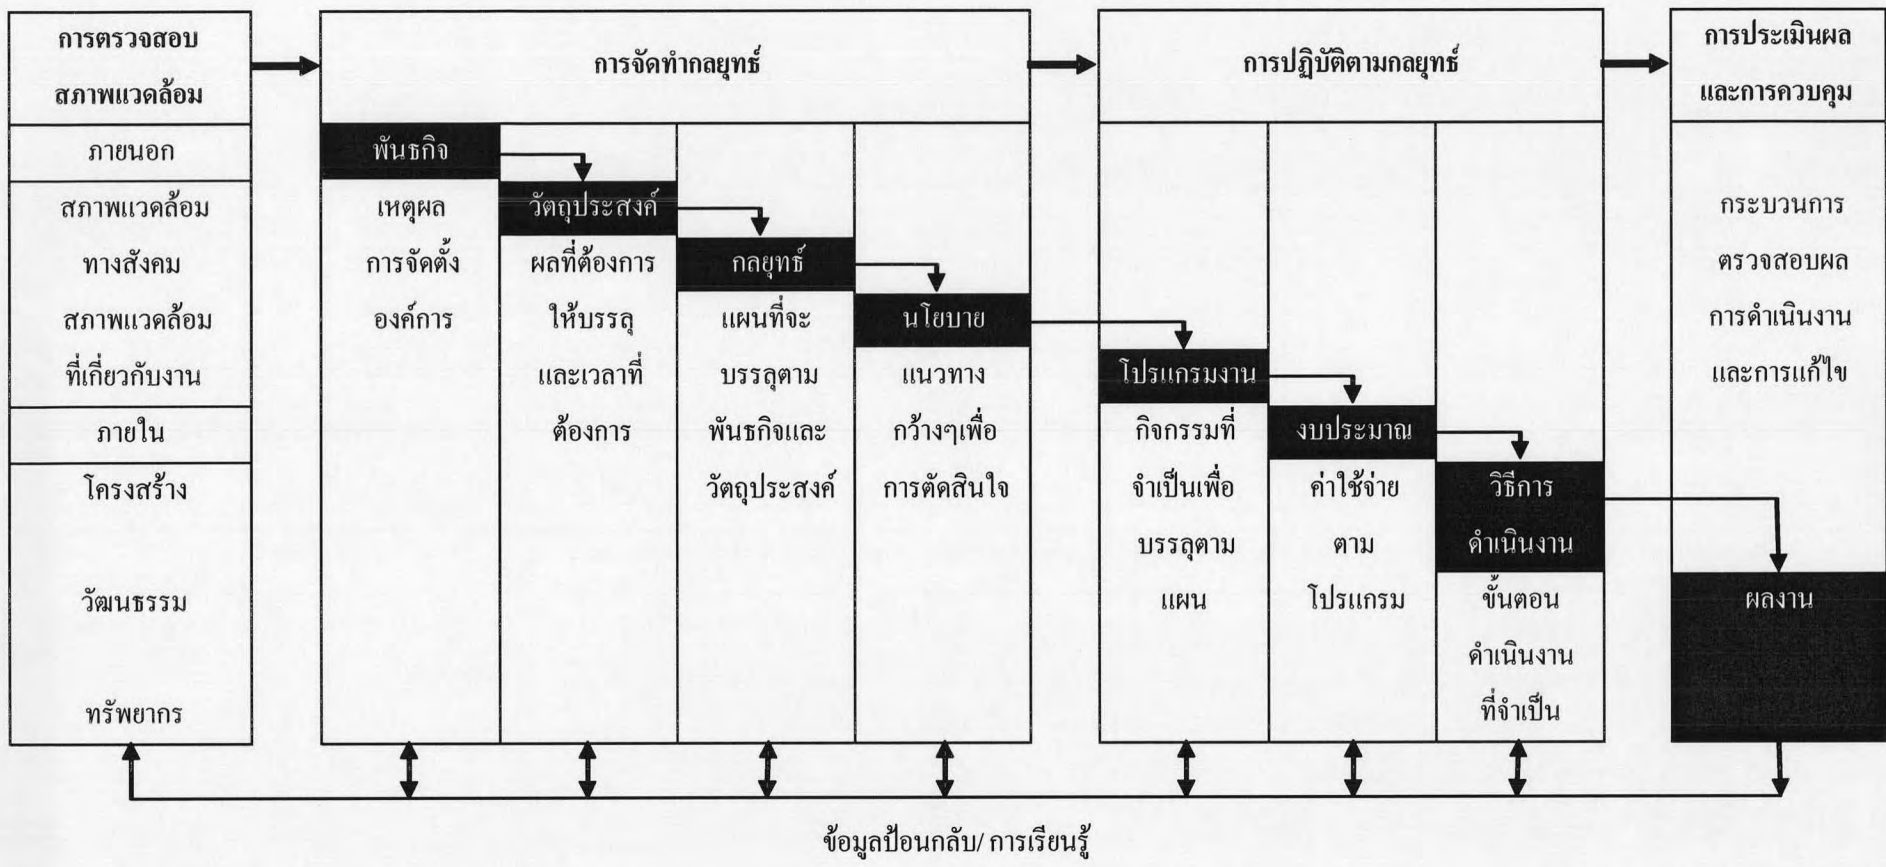 การตรวจสอบ
สภาพแวดล้อม
ภายนอก
สภาพแวดล้อม
ทางสังคม
สภาพแวดล้อม
ที่เกี่ยวกับงาน
ภายใน
โครงสร้าง
วัฒนธรรม
ทรัพยากร
การจัดทำกลยุทธ์
พันธกิจ
เหตุผล
การจัดตั้ง
องค์การ
วัตถุประสงค์
ผลที่ต้องการ
ให้บรรลุ
และเวลาที่
ต้องการ
กลยุทธ์
แผนที่จะ
บรรลุตาม
พันธกิจและ
วัตถุประสงค์
นโยบาย
แนวทาง
กว้างๆเพื่อ
การตัดสินใจ
การปฏิบัติตามกลยุทธ์
โปรแกรมงาน
กิจกรรมที่
จำเป็นเพื่อ
บรรลุตาม
แผน
งบประมาณ
ค่าใช้จ่าย
ตาม
โปรแกรม
วิธีการ
ดำเนินงาน
ขั้นตอน
ดำเนินงาน
ที่จำเป็น
การประเมินผล
และการควบคุม
กระบวนการ
ตรวจสอบผล
การดำเนินงาน
และการแก้ไข
ผลงาน
ข้อมูลป้อนกลับ/ การเรียนรู้